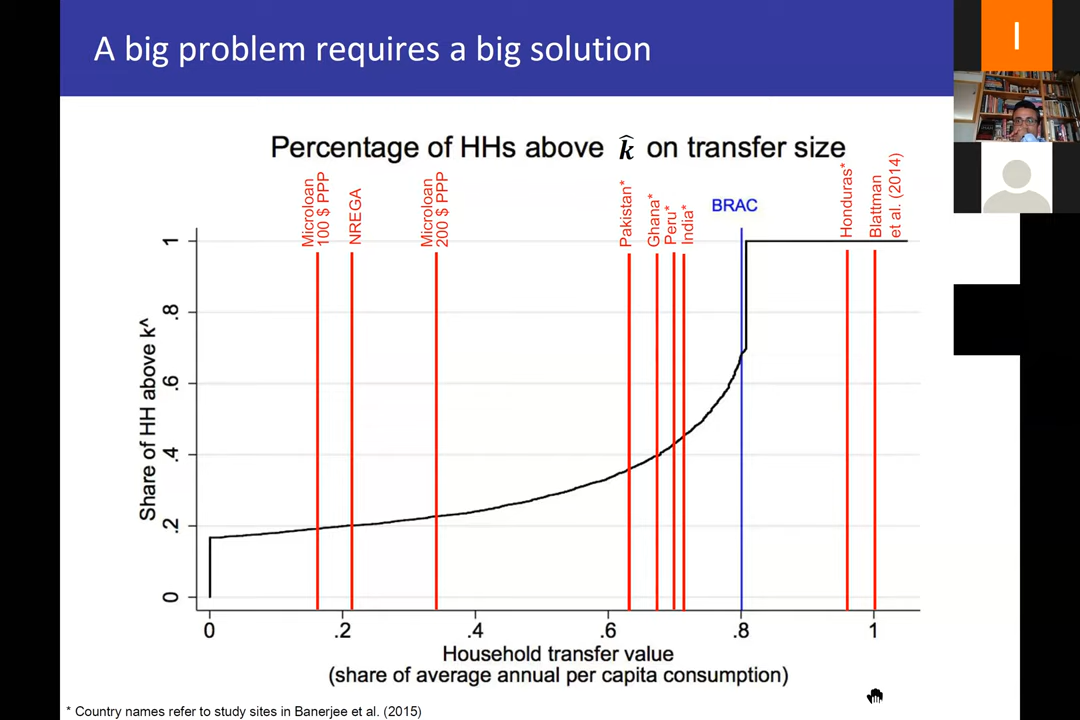 A big problem requires a big solution
I
Percentage of HHs above k̂ on transfer size
Microloan
100 $ PPP
NREGA
Microloan
200 $ PPP
Pakistan*
Ghana*
Peru*
India*
BRAC
Honduras*
Blattman
et al. (2014)
Share of HH above k^
1
.8
.6
.4
.2
0
0 .2 .4 .6 .8 1
Household transfer value
(share of average annual per capita consumption)
* Country names refer to study sites in Banerjee et al. (2015)